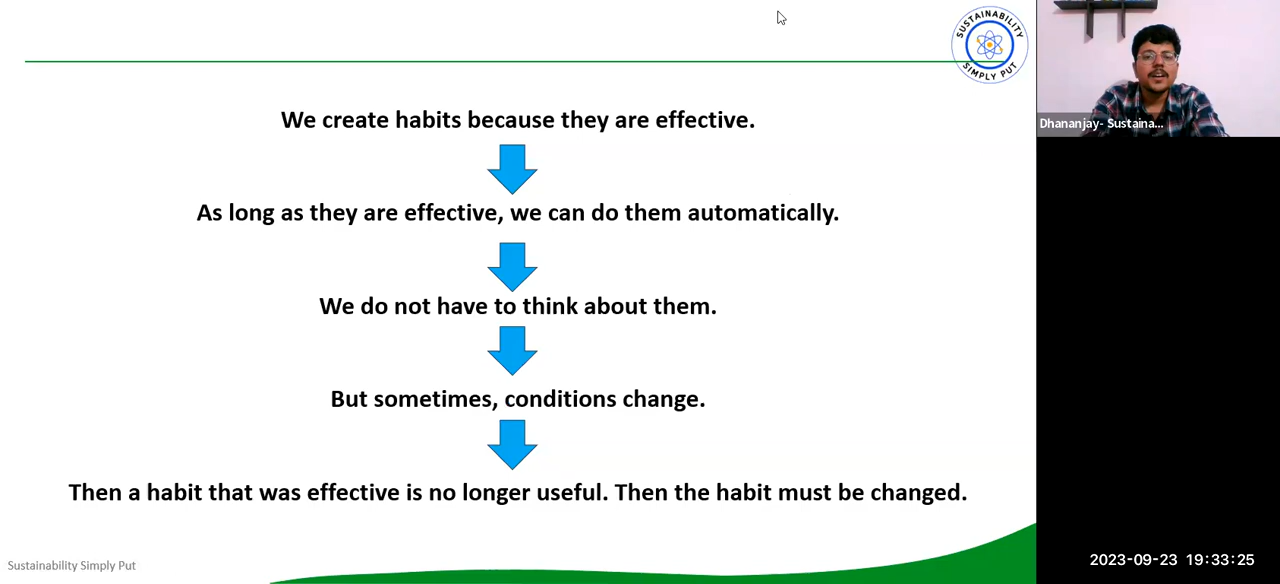 SUSTAINABILITY
SIMPLY PUT
We create habits because they are effective.
As long as they are effective, we can do them automatically.
We do not have to think about them.
But sometimes, conditions change.
Then a habit that was effective is no longer useful. Then the habit must be changed.
Sustainability Simply Put
Dhananjay- Sustaina...
2023-09-23 19:33:25